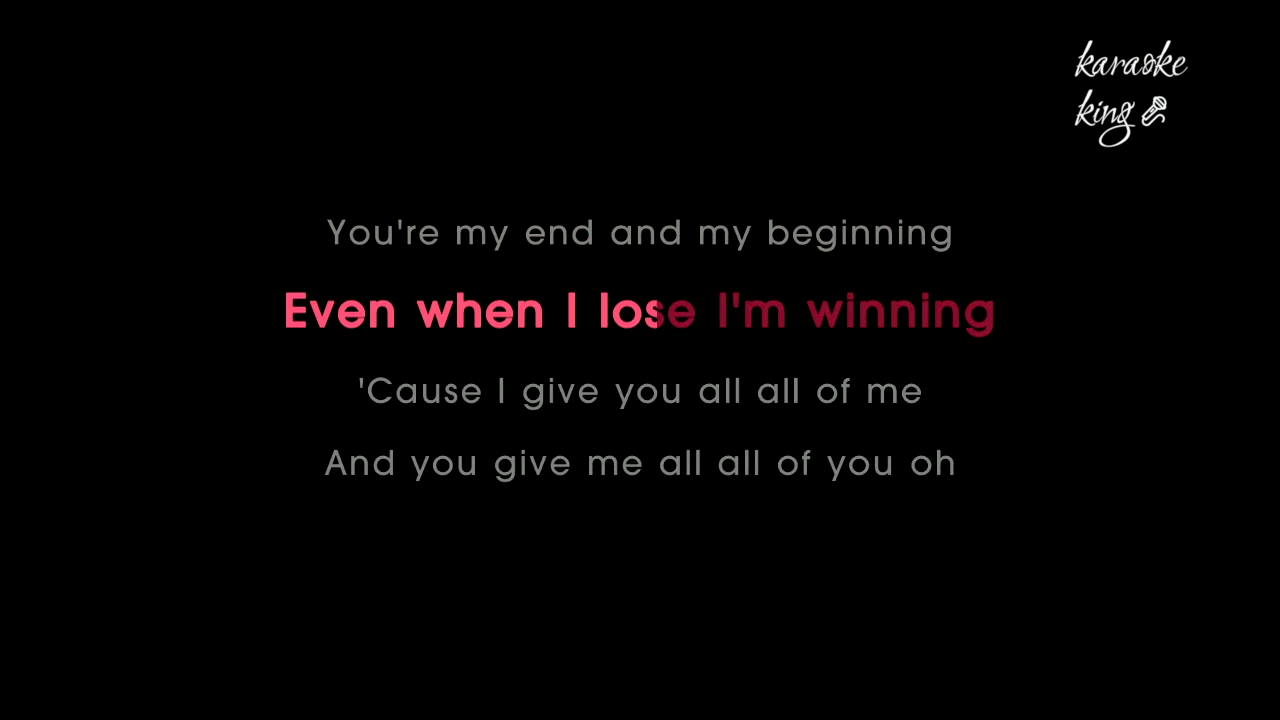 karaoke
king
You're my end and my beginning
Even when I lose I'm winning
'Cause I give you all all of me
And you give me all all of you oh